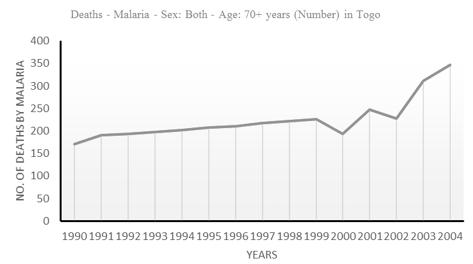 Deaths - Malaria - Sex: Both - Age: 70+ years (Number) in Togo
NO. OF DEATHS BY MALARIA
400
350
300
250
200
150
100
50
0
1990 1991 1992 1993 1994 1995 1996 1997 1998 1999 2000 2001 2002 2003 2004
YEARS